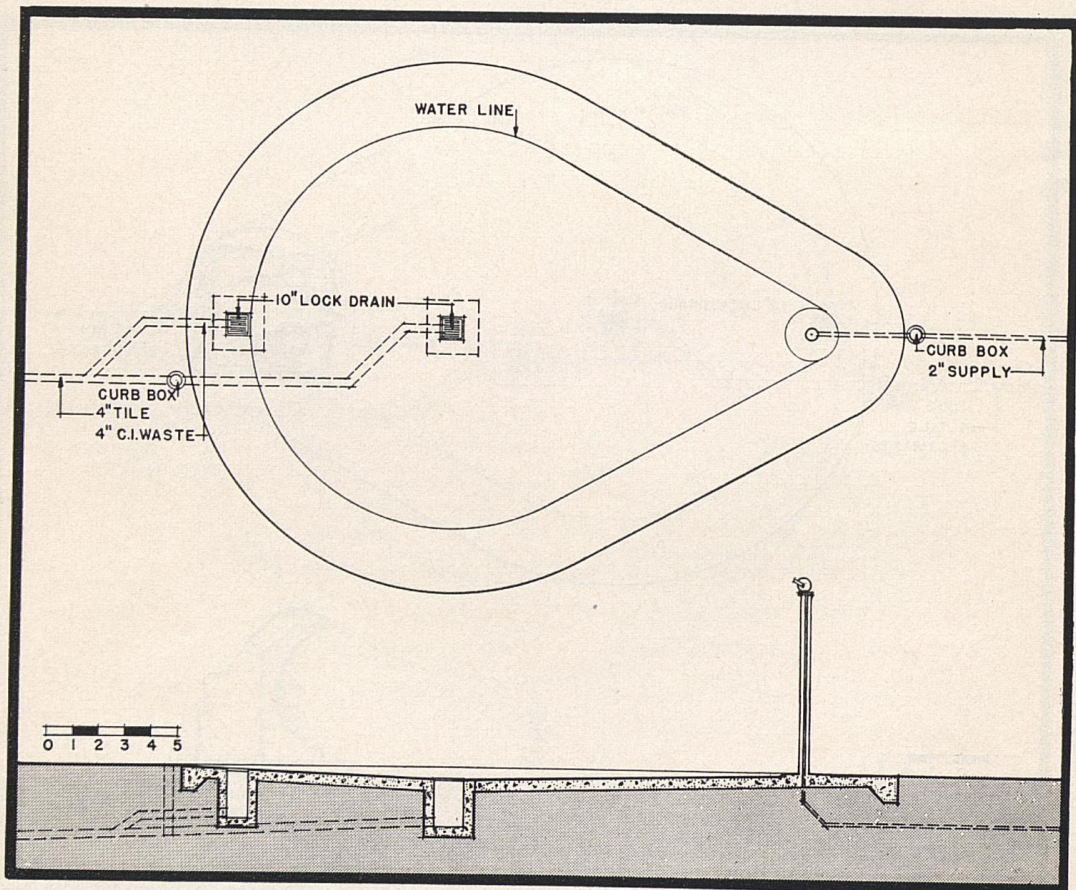 WATER LINE
10" LOCK DRAIN
CURB BOX
2" SUPPLY
CURB BOX
4" TILE
4" C.I. WASTE
0 1 2 3 4 5